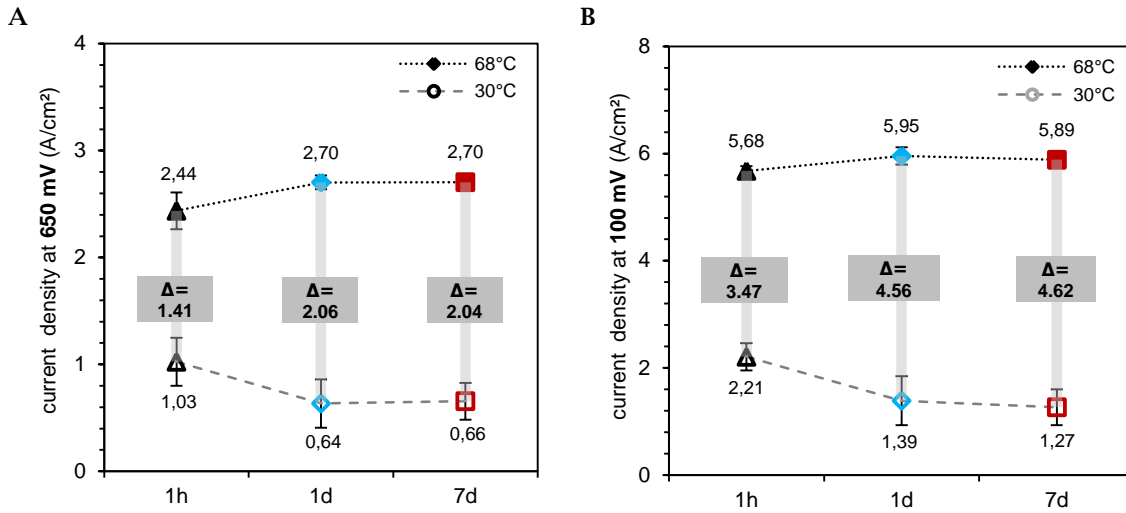 A
current density at 650 mV (A/cm²)
4
3
2
1
0
68°C
30°C
2,44
2,70
2,70
Δ=
1.41
Δ=
2.06
Δ=
2.04
1,03
0,64
0,66
1h
1d
7d
B
current density at 100 mV (A/cm²)
8
6
4
2
0
68°C
30°C
5,68
5,95
5,89
Δ=
3.47
Δ=
4.56
Δ=
4.62
2,21
1,39
1,27
1h
1d
7d